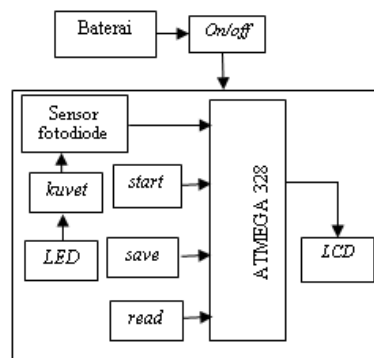 Baterai
On/off
Sensor
fotodiode
kuvet
LED
start
save
read
ATMEGA 328
LCD